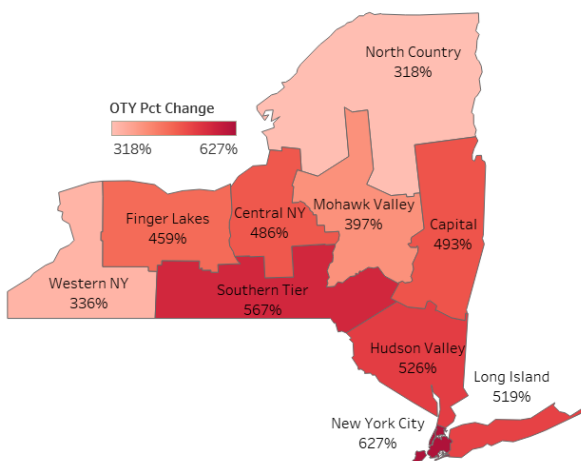 North Country
318%
OTY Pct Change
318% 627%
Finger Lakes
459%
Central NY
486%
Mohawk Valley
397%
Capital
493%
Western NY
336%
Southern Tier
567%
Hudson Valley
526%
Long Island
519%
New York City
627%